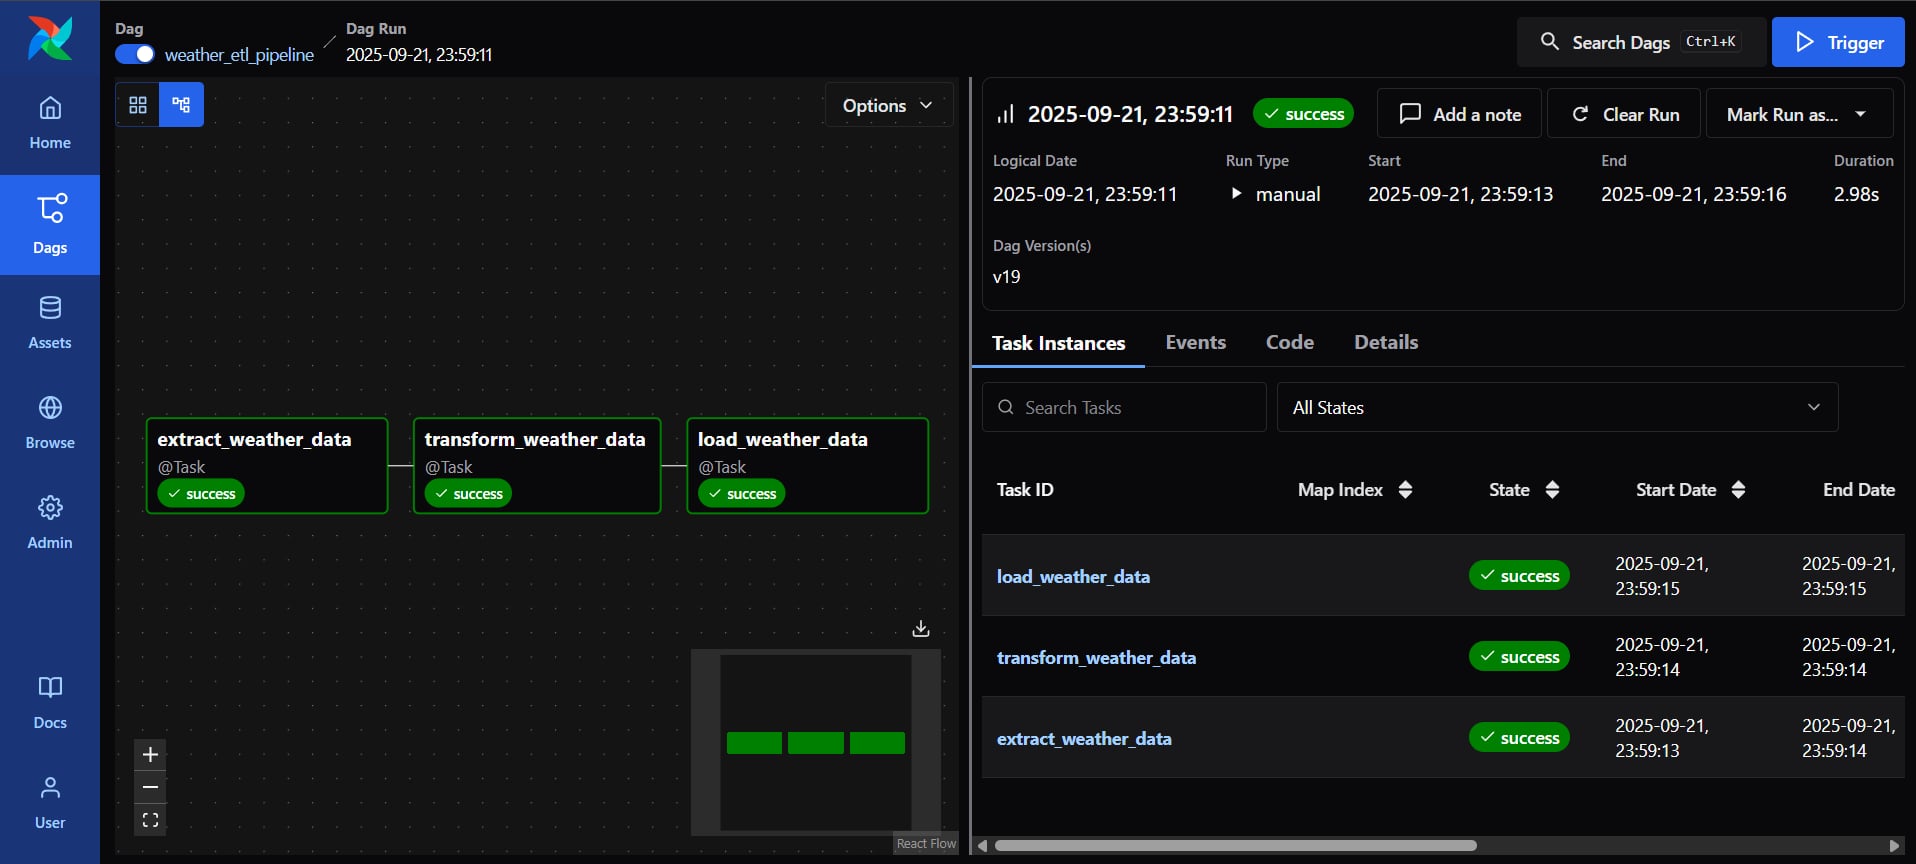 Dag
weather_etl_pipeline
Dag Run
2025-09-21, 23:59:11
Search Dags Ctrl+K
Trigger
Home
Dags
Assets
Browse
Admin
Docs
User
Options
extract_weather_data
@Task
success
transform_weather_data
@Task
success
load_weather_data
@Task
success
React Flow
2025-09-21, 23:59:11 success Add a note Clear Run Mark Run as...
Logical Date Run Type Start End Duration
2025-09-21, 23:59:11 manual 2025-09-21, 23:59:13 2025-09-21, 23:59:16 2.98s
Dag Version(s)
v19
Task Instances Events Code Details
Search Tasks All States
Task ID Map Index State Start Date End Date
load_weather_data success 2025-09-21, 2025-09-21,
23:59:15 23:59:15
transform_weather_data success 2025-09-21, 2025-09-21,
23:59:14 23:59:14
extract_weather_data success 2025-09-21, 2025-09-21,
23:59:13 23:59:14